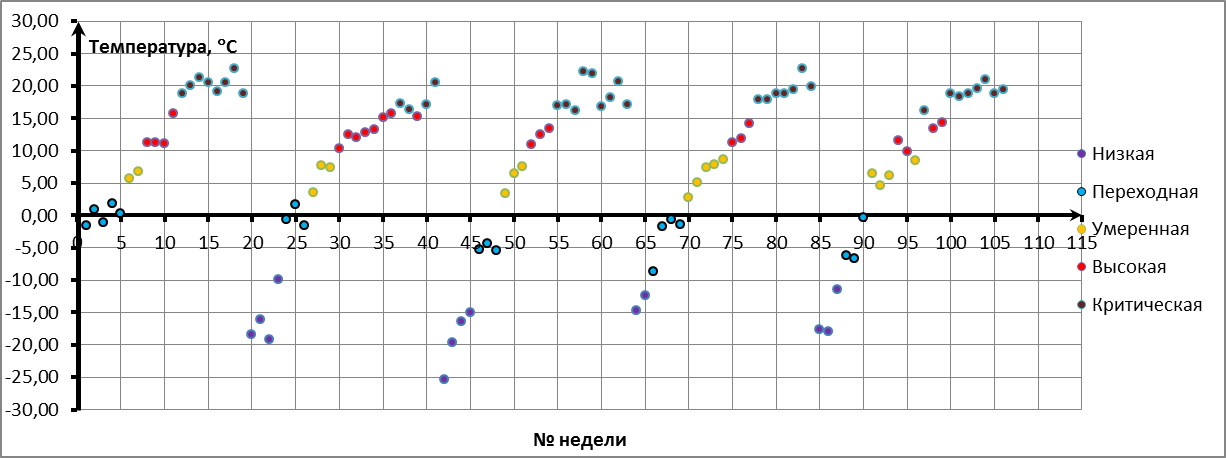 30,00
25,00
20,00
15,00
10,00
5,00
0,00
-5,00
-10,00
-15,00
-20,00
-25,00
-30,00
Температура, °С
0 5 10 15 20 25 30 35 40 45 50 55 60 65 70 75 80 85 90 95 100 105 110 115
№ недели
Низкая
Переходная
Умеренная
Высокая
Критическая